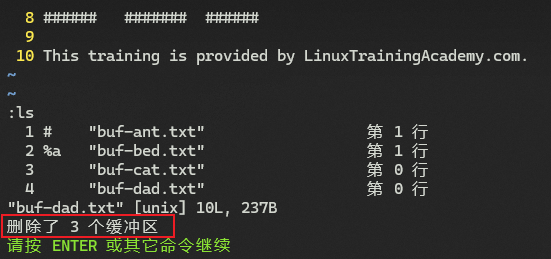 8 ######   #######  ######
9
10 This training is provided by LinuxTrainingAcademy.com.
~
~
:ls
1 #    "buf-ant.txt"                  第 1 行
2 %a   "buf-bed.txt"                  第 1 行
3      "buf-cat.txt"                  第 0 行
4      "buf-dad.txt"                  第 0 行
"buf-dad.txt" [unix] 10L, 237B
删除了 3 个缓冲区
请按 ENTER 或其它命令继续